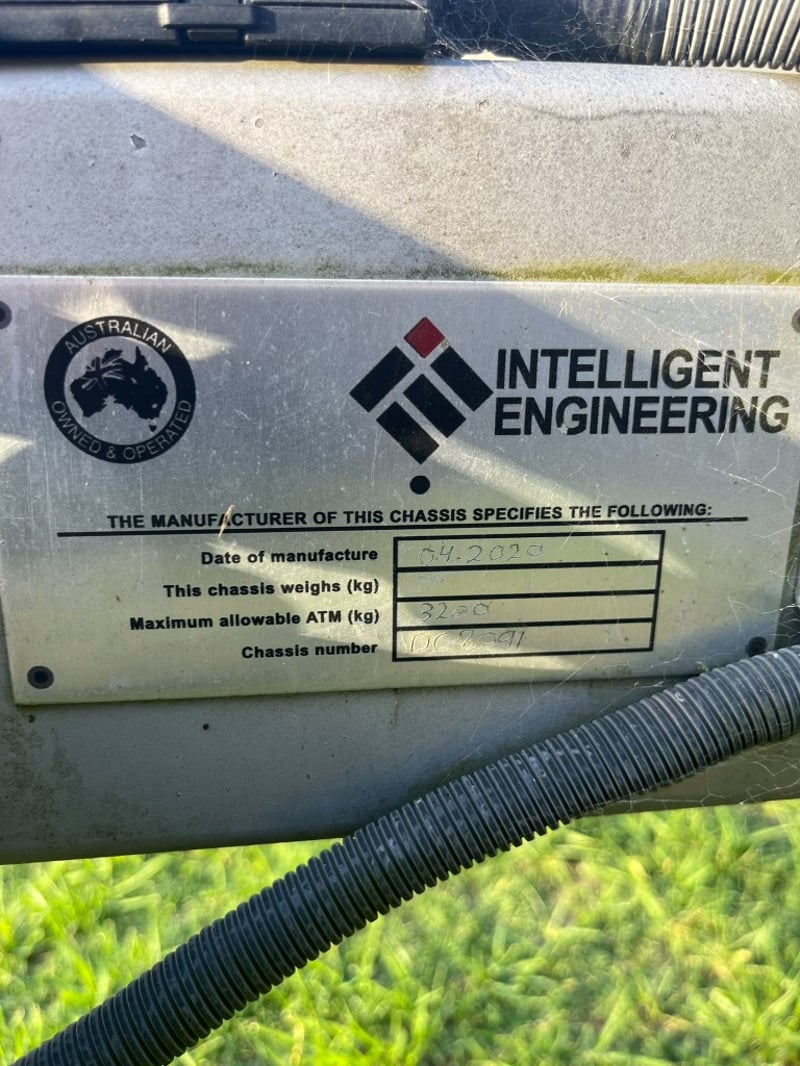 AUSTRALIAN
OWNED & OPERATED
INTELLIGENT
ENGINEERING
THE MANUFACTURER OF THIS CHASSIS SPECIFIES THE FOLLOWING:
Date of manufacture 04.2020
This chassis weighs (kg)
Maximum allowable ATM (kg) 3200
Chassis number DC8091